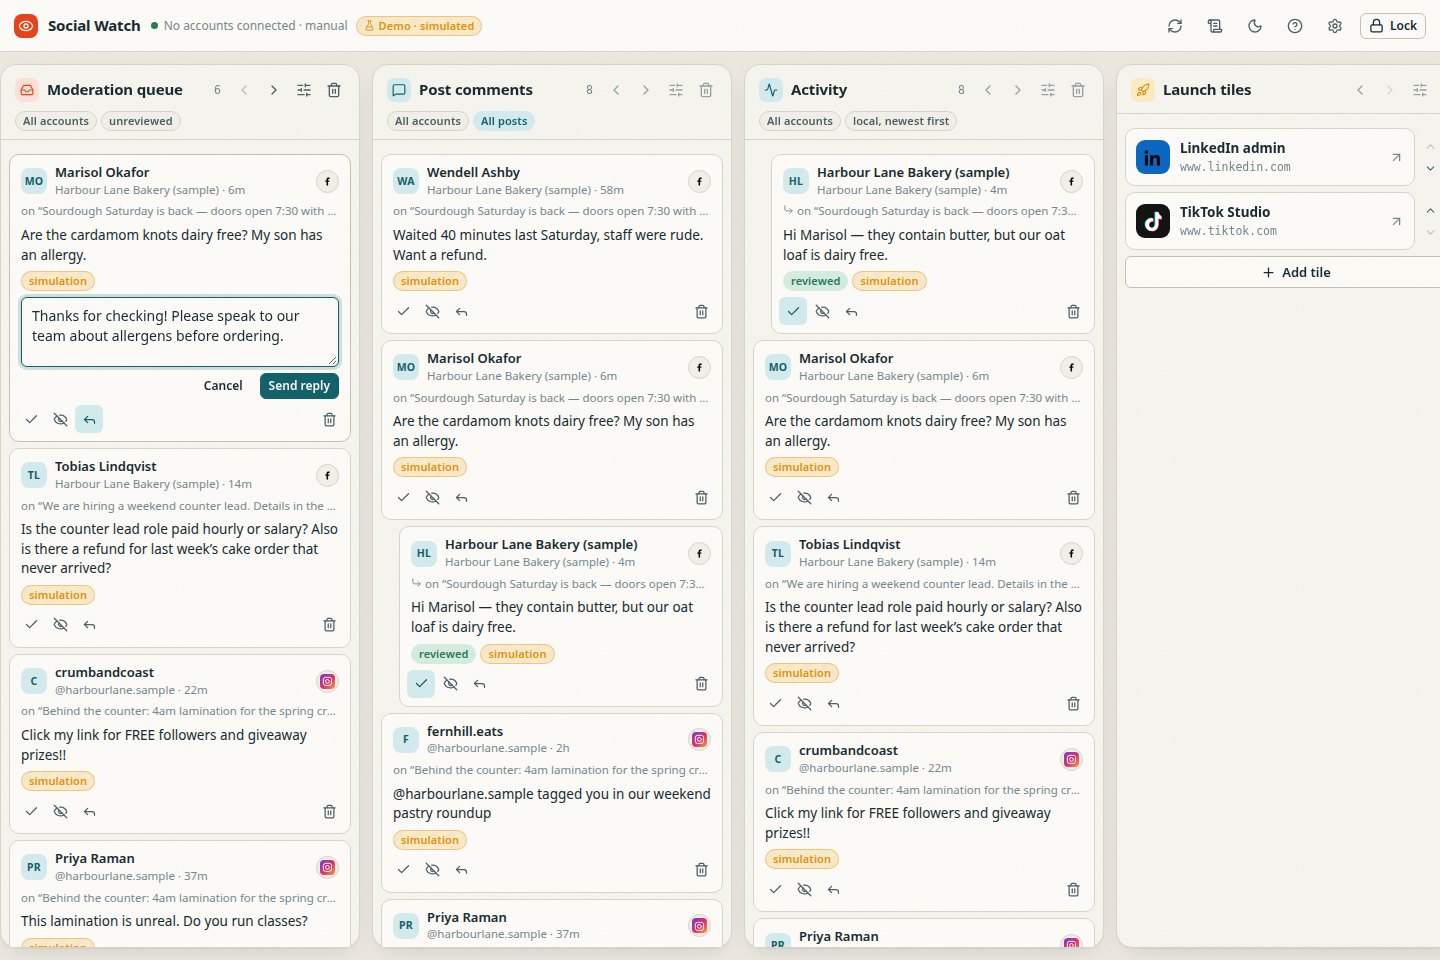 Social Watch
No accounts connected · manual
Demo · simulated
Lock
Moderation queue
6
All accounts
unreviewed
MO
Marisol Okafor
Harbour Lane Bakery (sample) · 6m
on “Sourdough Saturday is back — doors open 7:30 with ...
Are the cardamom knots dairy free? My son has
an allergy.
simulation
Thanks for checking! Please speak to our
team about allergens before ordering.
Cancel
Send reply
TL
Tobias Lindqvist
Harbour Lane Bakery (sample) · 14m
on “We are hiring a weekend counter lead. Details in the ...
Is the counter lead role paid hourly or salary? Also
is there a refund for last week’s cake order that
never arrived?
simulation
C
crumbandcoast
@harbourlane.sample · 22m
on “Behind the counter: 4am lamination for the spring cr...
Click my link for FREE followers and giveaway
prizes!!
simulation
PR
Priya Raman
@harbourlane.sample · 37m
on “Behind the counter: 4am lamination for the spring cr...
This lamination is unreal. Do you run classes?
simulation
Post comments
8
All accounts
All posts
WA
Wendell Ashby
Harbour Lane Bakery (sample) · 58m
on “Sourdough Saturday is back — doors open 7:30 with ...
Waited 40 minutes last Saturday, staff were rude.
Want a refund.
simulation
MO
Marisol Okafor
Harbour Lane Bakery (sample) · 6m
on “Sourdough Saturday is back — doors open 7:30 with ...
Are the cardamom knots dairy free? My son has
an allergy.
simulation
HL
Harbour Lane Bakery (sample)
Harbour Lane Bakery (sample) · 4m
on “Sourdough Saturday is back — doors open 7:3...
Hi Marisol — they contain butter, but our oat
loaf is dairy free.
reviewed
simulation
F
fernhill.eats
@harbourlane.sample · 2h
on “Behind the counter: 4am lamination for the spring cr...
@harbourlane.sample tagged you in our weekend
pastry roundup
simulation
PR
Priya Raman
@harbourlane.sample · 37m
Activity
8
All accounts
local, newest first
HL
Harbour Lane Bakery (sample)
Harbour Lane Bakery (sample) · 4m
on “Sourdough Saturday is back — doors open 7:3...
Hi Marisol — they contain butter, but our oat
loaf is dairy free.
reviewed
simulation
MO
Marisol Okafor
Harbour Lane Bakery (sample) · 6m
on “Sourdough Saturday is back — doors open 7:30 with ...
Are the cardamom knots dairy free? My son has
an allergy.
simulation
TL
Tobias Lindqvist
Harbour Lane Bakery (sample) · 14m
on “We are hiring a weekend counter lead. Details in the ...
Is the counter lead role paid hourly or salary? Also
is there a refund for last week’s cake order that
never arrived?
simulation
C
crumbandcoast
@harbourlane.sample · 22m
on “Behind the counter: 4am lamination for the spring cr...
Click my link for FREE followers and giveaway
prizes!!
simulation
PR
Priya Raman
Launch tiles
in
LinkedIn admin
www.linkedin.com
TikTok Studio
www.tiktok.com
Add tile